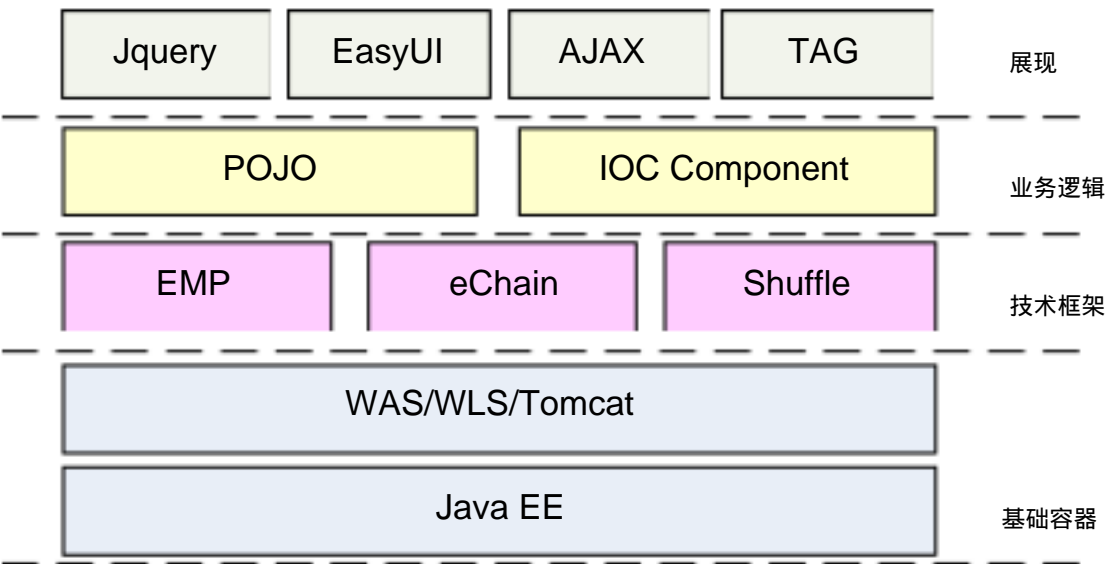 Jquery
EasyUI
AJAX
TAG
展现
POJO
IOC Component
业务逻辑
EMP
eChain
Shuffle
技术框架
WAS/WLS/Tomcat
Java EE
基础容器